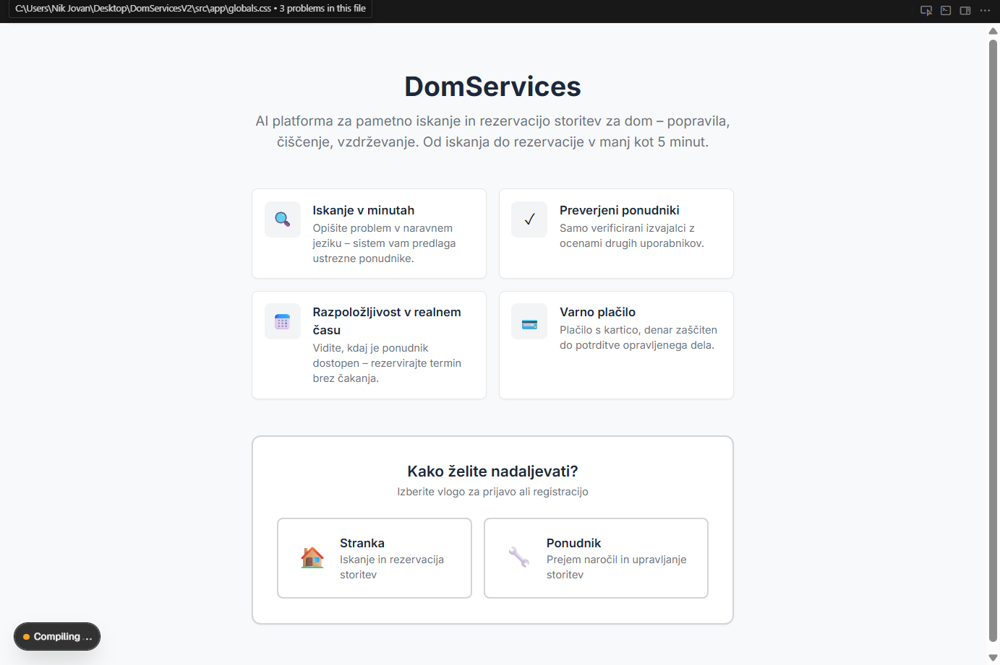 C:\Users\Nik Jovan\Desktop\DomServicesV2\src\app\globals.css • 3 problems in this file
DomServices
AI platforma za pametno iskanje in rezervacijo storitev za dom – popravila,
čiščenje, vzdrževanje. Od iskanja do rezervacije v manj kot 5 minut.
Iskanje v minutah
Opišite problem v naravnem
jeziku – sistem vam predlaga
ustrezne ponudnike.
Preverjeni ponudniki
Samo verificirani izvajalci z
ocenami drugih uporabnikov.
Razpoložljivost v realnem
času
Vidite, kdaj je ponudnik
dostopen – rezervirajte termin
brez čakanja.
Varno plačilo
Plačilo s kartico, denar zaščiten
do potrditve opravljenega dela.
Kako želite nadaljevati?
Izberite vlogo za prijavo ali registracijo
Stranka
Iskanje in rezervacija
storitev
Ponudnik
Prejem naročil in upravljanje
storitev
Compiling ...